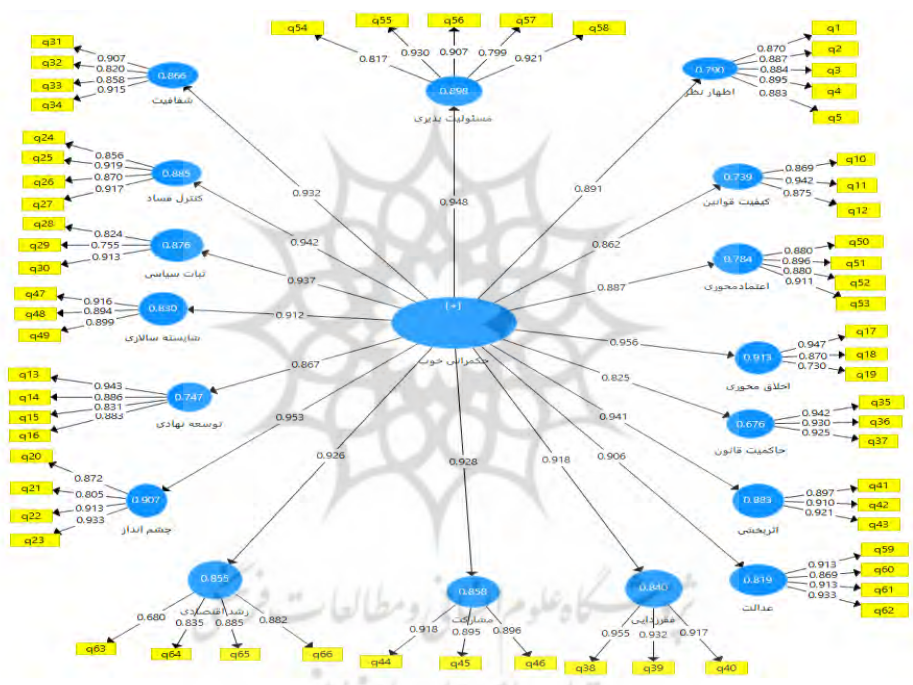 q54
q55
q56
q57
q58
0.817
0.930
0.907
0.799
0.921
0.898
مسئولیت پذیری
q31
q32
q33
q34
0.907
0.820
0.858
0.915
0.866
شفافیت
0.932
q1
q2
q3
q4
q5
0.870
0.887
0.884
0.895
0.883
0.790
اظهار نظر
0.891
0.948
q24
q25
q26
q27
0.856
0.919
0.870
0.917
0.885
کنترل فساد
0.942
q10
q11
q12
0.869
0.942
0.875
0.739
کیفیت قوانین
0.862
q28
q29
q30
0.824
0.755
0.913
0.876
ثبات سیاسی
0.937
q50
q51
q52
q53
0.880
0.896
0.880
0.911
0.784
اعتمادمحوری
0.887
q47
q48
q49
0.916
0.894
0.899
0.830
شایسته سالاری
0.912
[+]
حکمرانی خوب
q17
q18
q19
0.947
0.870
0.730
0.913
اخلاق محوری
0.956
q13
q14
q15
q16
0.943
0.886
0.831
0.883
0.747
توسعه نهادی
0.867
q35
q36
q37
0.942
0.930
0.925
0.676
حاکمیت قانون
0.825
q20
q21
q22
q23
0.872
0.805
0.913
0.933
0.907
چشم انداز
0.953
q41
q42
q43
0.897
0.910
0.921
0.883
اثربخشی
0.941
q59
q60
q61
q62
0.913
0.869
0.913
0.933
0.819
عدالت
0.906
0.926
0.855
رشد اقتصادی
0.680
0.835
0.885
0.882
q63
q64
q65
q66
0.928
0.858
مشارکت
0.918
0.895
0.896
q44
q45
q46
0.918
0.840
فقرزدایی
0.955
0.932
0.917
q38
q39
q40